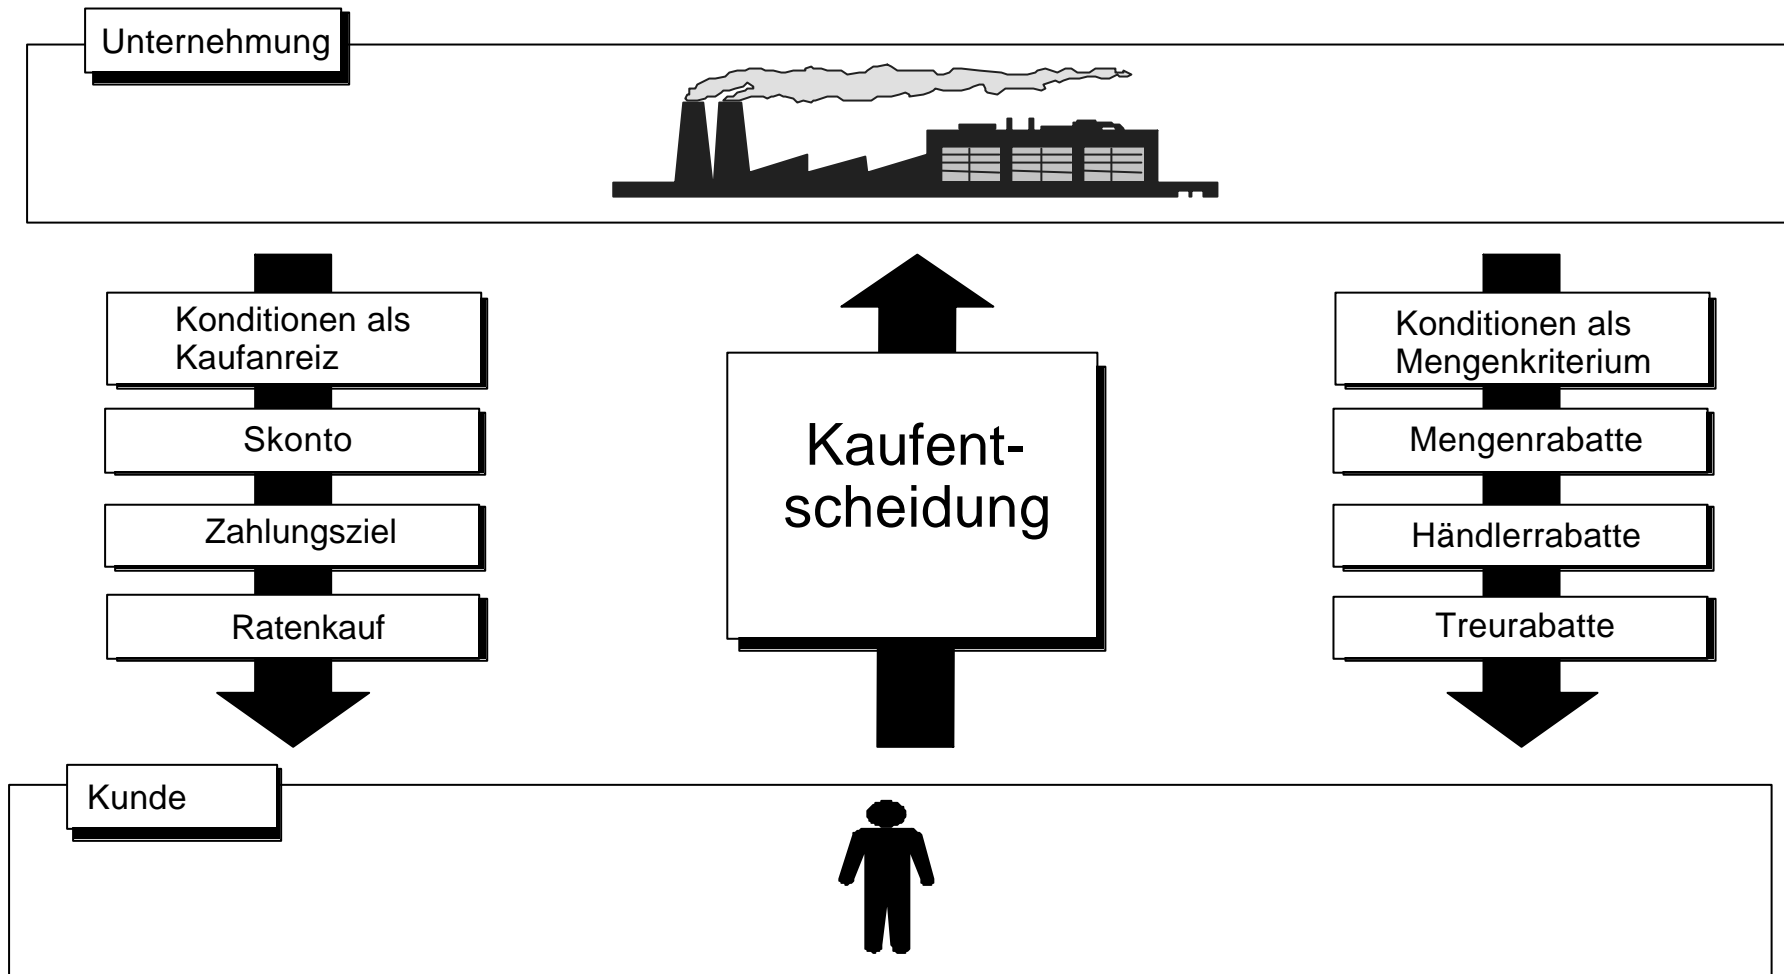 Unternehmung
Konditionen als
Kaufanreiz
Skonto
Zahlungsziel
Ratenkauf
Kaufent-
scheidung
Konditionen als
Mengenkriterium
Mengenrabatte
Händlerrabatte
Treurabatte
Kunde